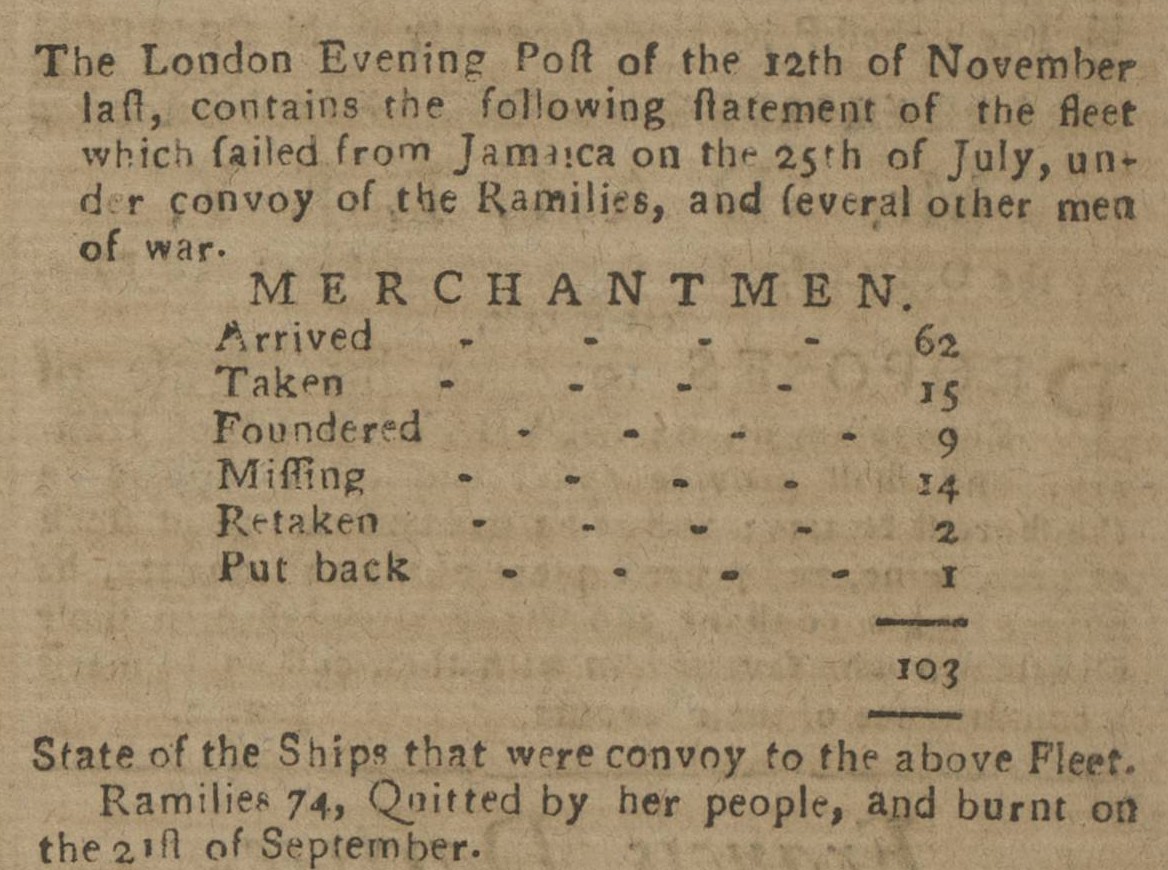 The London Evening Poſt of the 12th of November
laſt, contains the following ſtatement of the fleet
which ſailed from Jamaica on the 25th of July, un-
der convoy of the Ramilies, and ſeveral other men
of war.
MERCHANTMEN.
Arrived - - - - 62
Taken - - - - 15
Foundered - - - - 9
Miſſing - - - - 14
Retaken - - - - 2
Put back - - - - 1
103
State of the Ships that were convoy to the above Fleet.
Ramilies 74, Quitted by her people, and burnt on
the 21ſt of September.